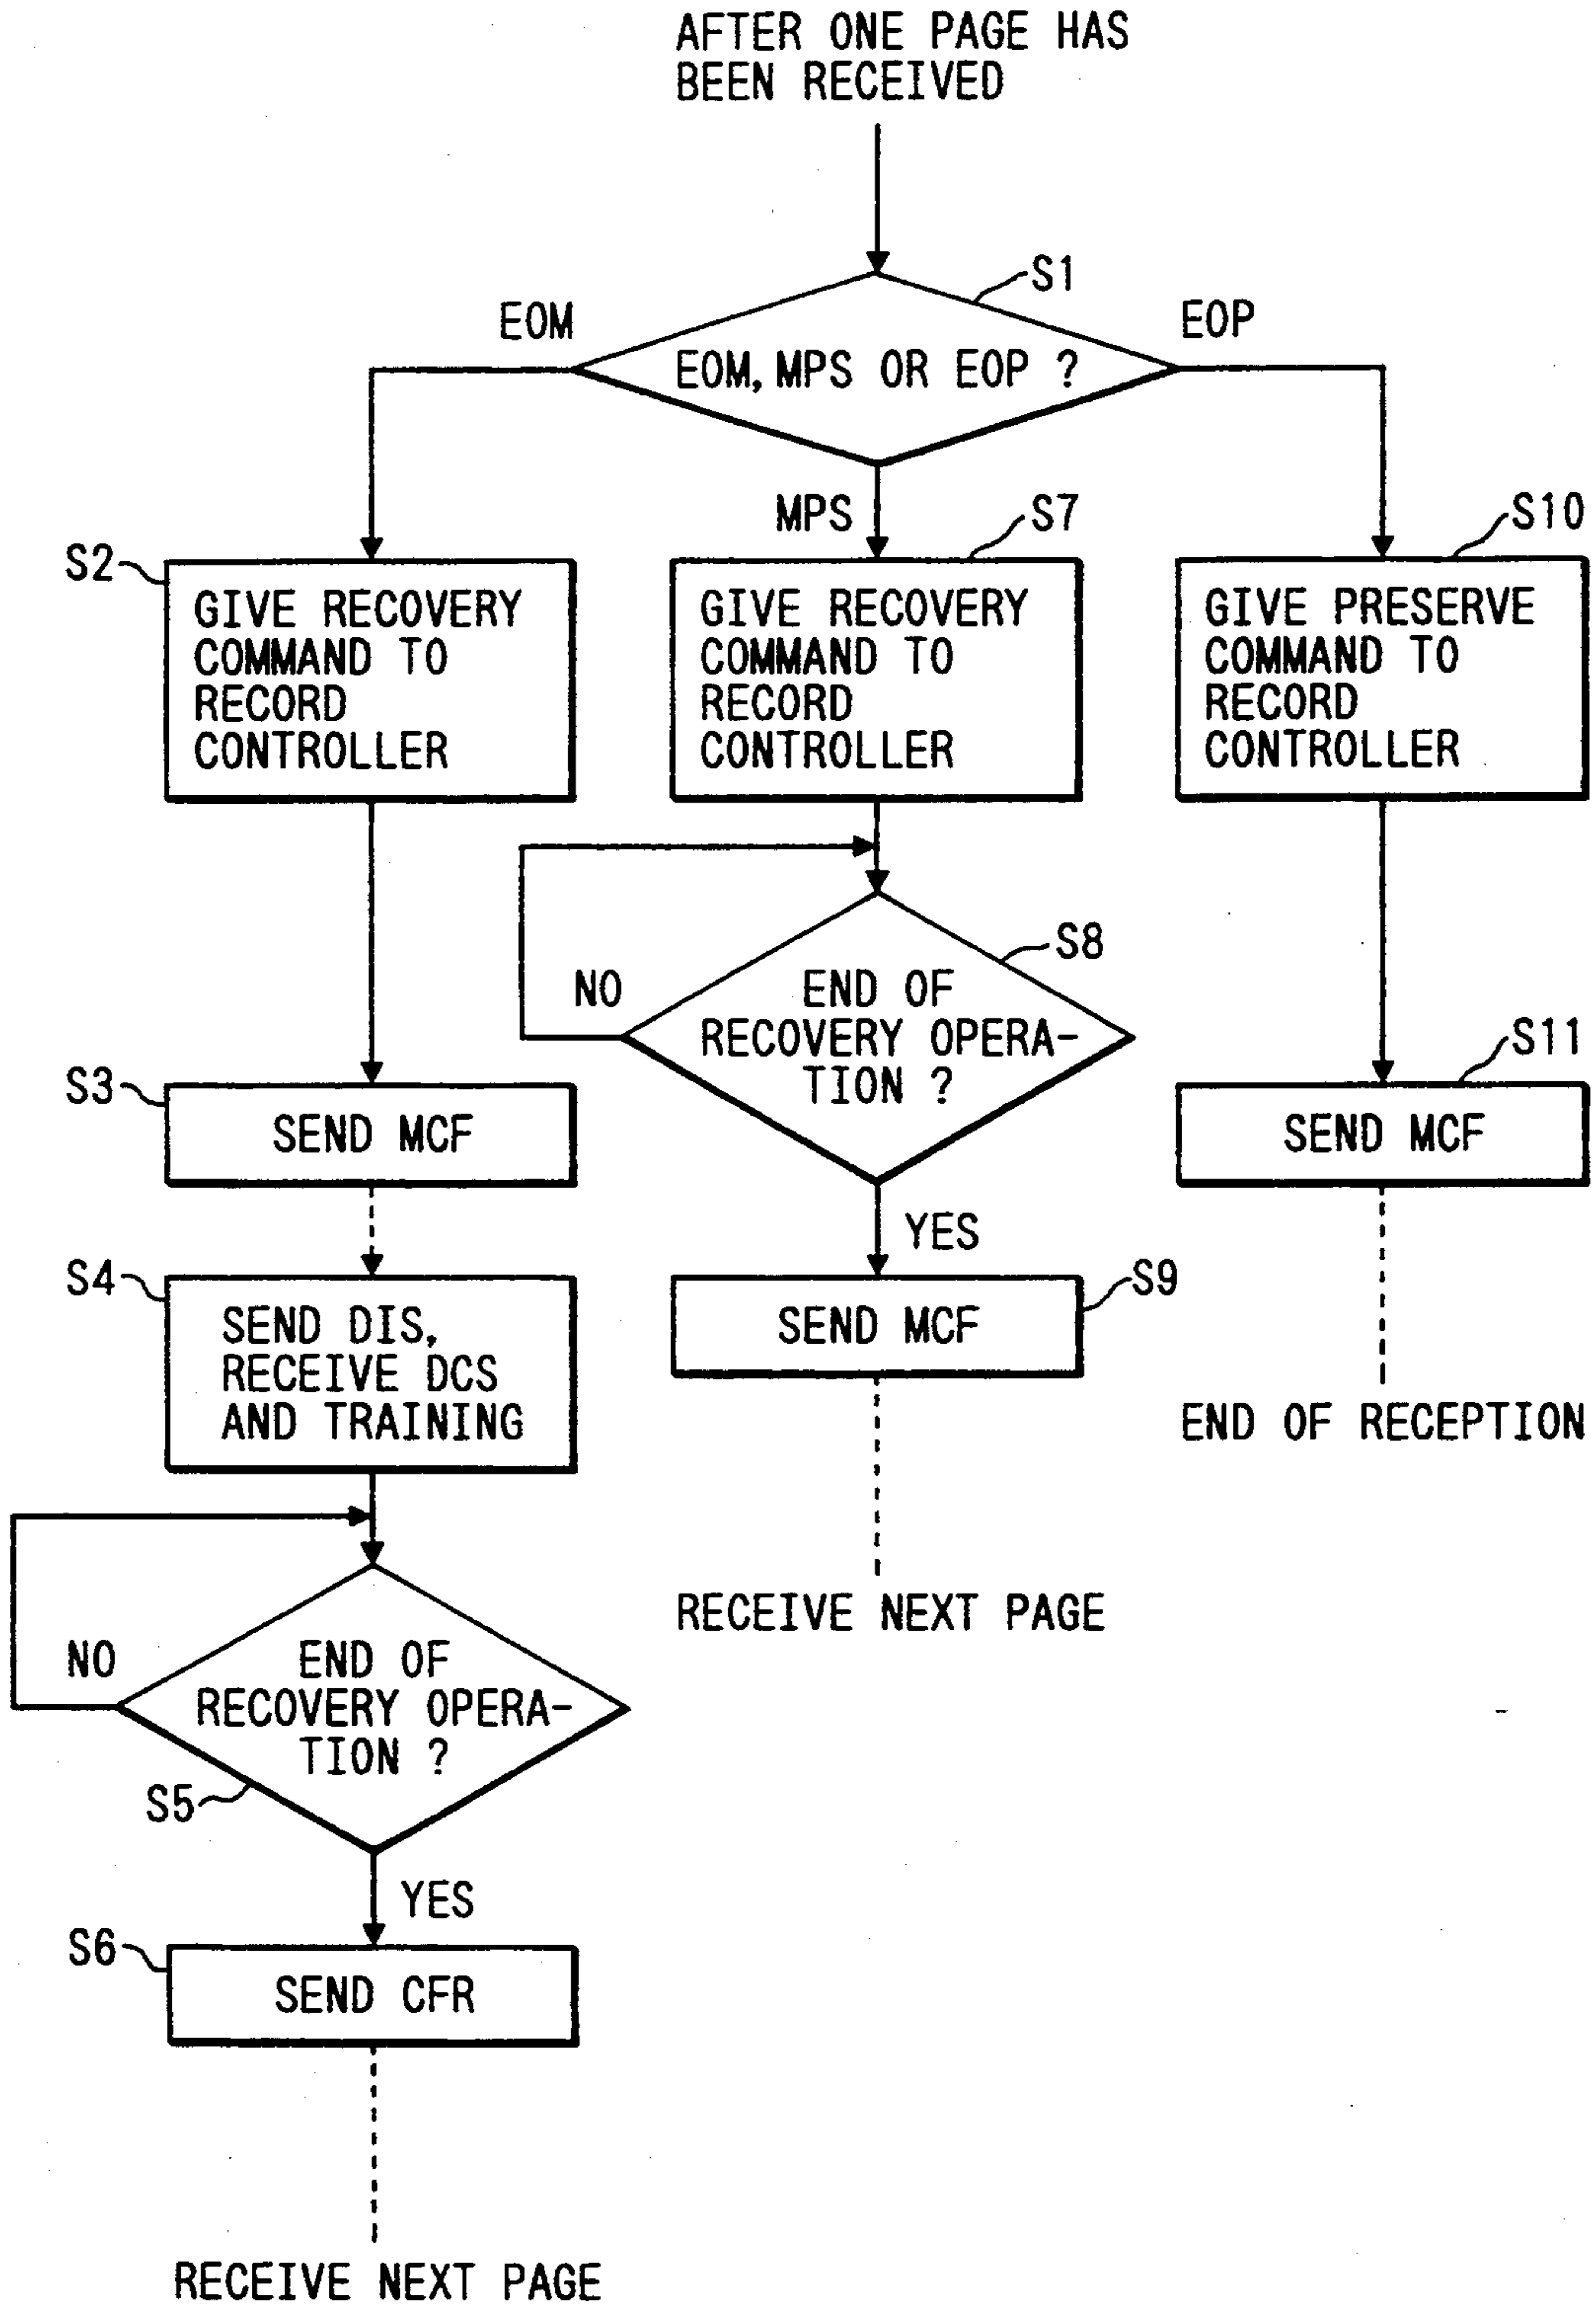 AFTER ONE PAGE HAS
BEEN RECEIVED
S1
EOM
EOP
EOM, MPS OR EOP ?
MPS
S2
GIVE RECOVERY
COMMAND TO
RECORD
CONTROLLER
S7
GIVE RECOVERY
COMMAND TO
RECORD
CONTROLLER
S10
GIVE PRESERVE
COMMAND TO
RECORD
CONTROLLER
S8
NO
END OF
RECOVERY OPERA-
TION ?
YES
S3
SEND MCF
S11
SEND MCF
S4
SEND DIS,
RECEIVE DCS
AND TRAINING
S9
SEND MCF
END OF RECEPTION
RECEIVE NEXT PAGE
NO
END OF
RECOVERY OPERA-
TION ?
S5
YES
S6
SEND CFR
RECEIVE NEXT PAGE